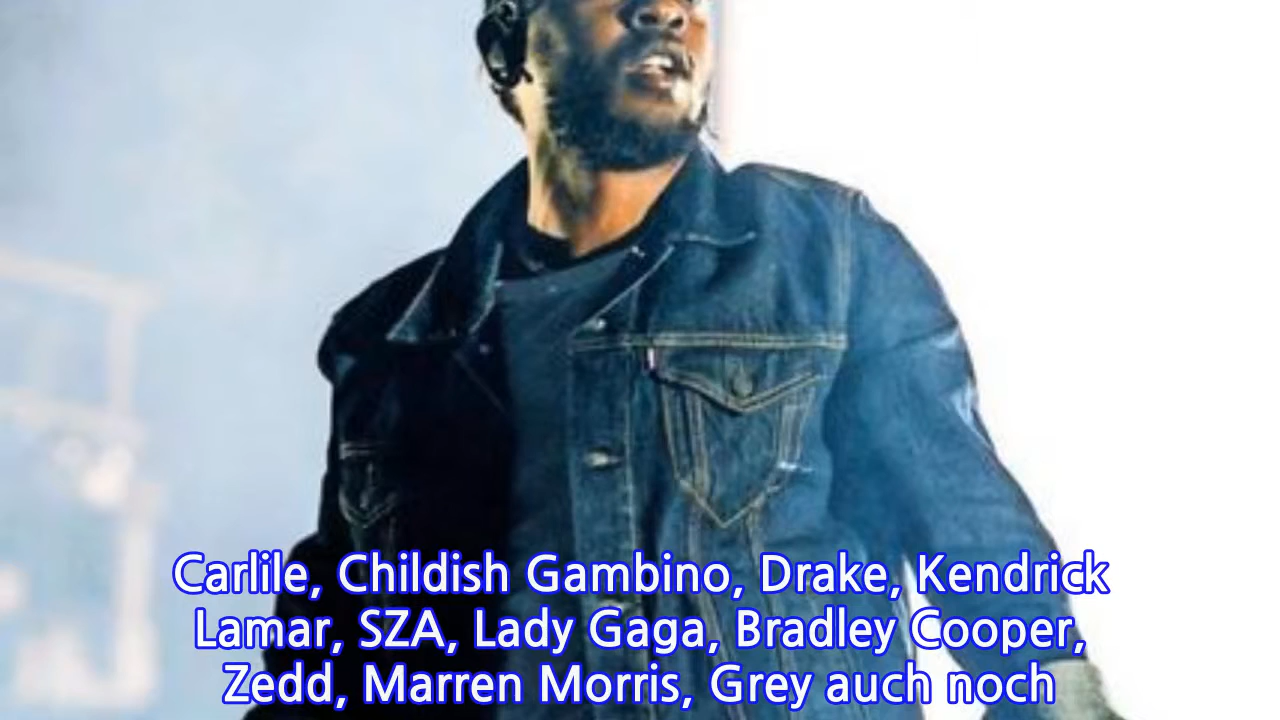 Carlile, Childish Gambino, Drake, Kendrick
Lamar, SZA, Lady Gaga, Bradley Cooper,
Zedd, Marren Morris, Grey auch noch